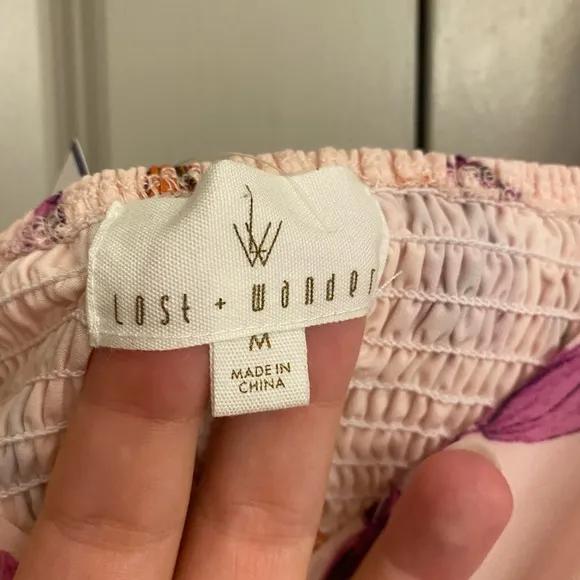 Lost + Wander
M
MADE IN
CHINA